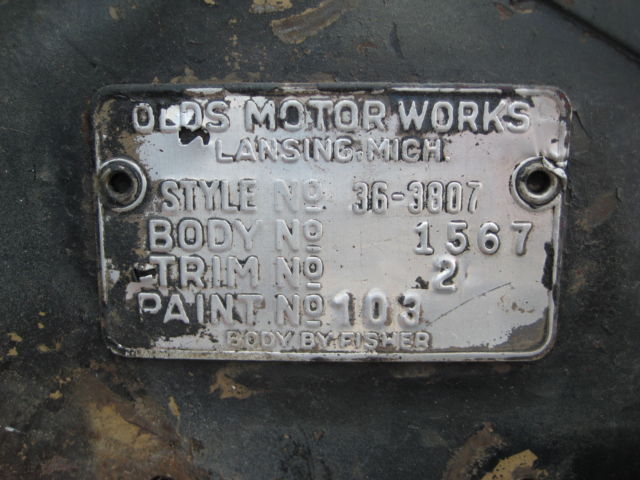 OLDS MOTOR WORKS
LANSING, MICH.
STYLE NO 36-3807
BODY NO 1567
TRIM NO 2
PAINT NO 103
BODY BY FISHER